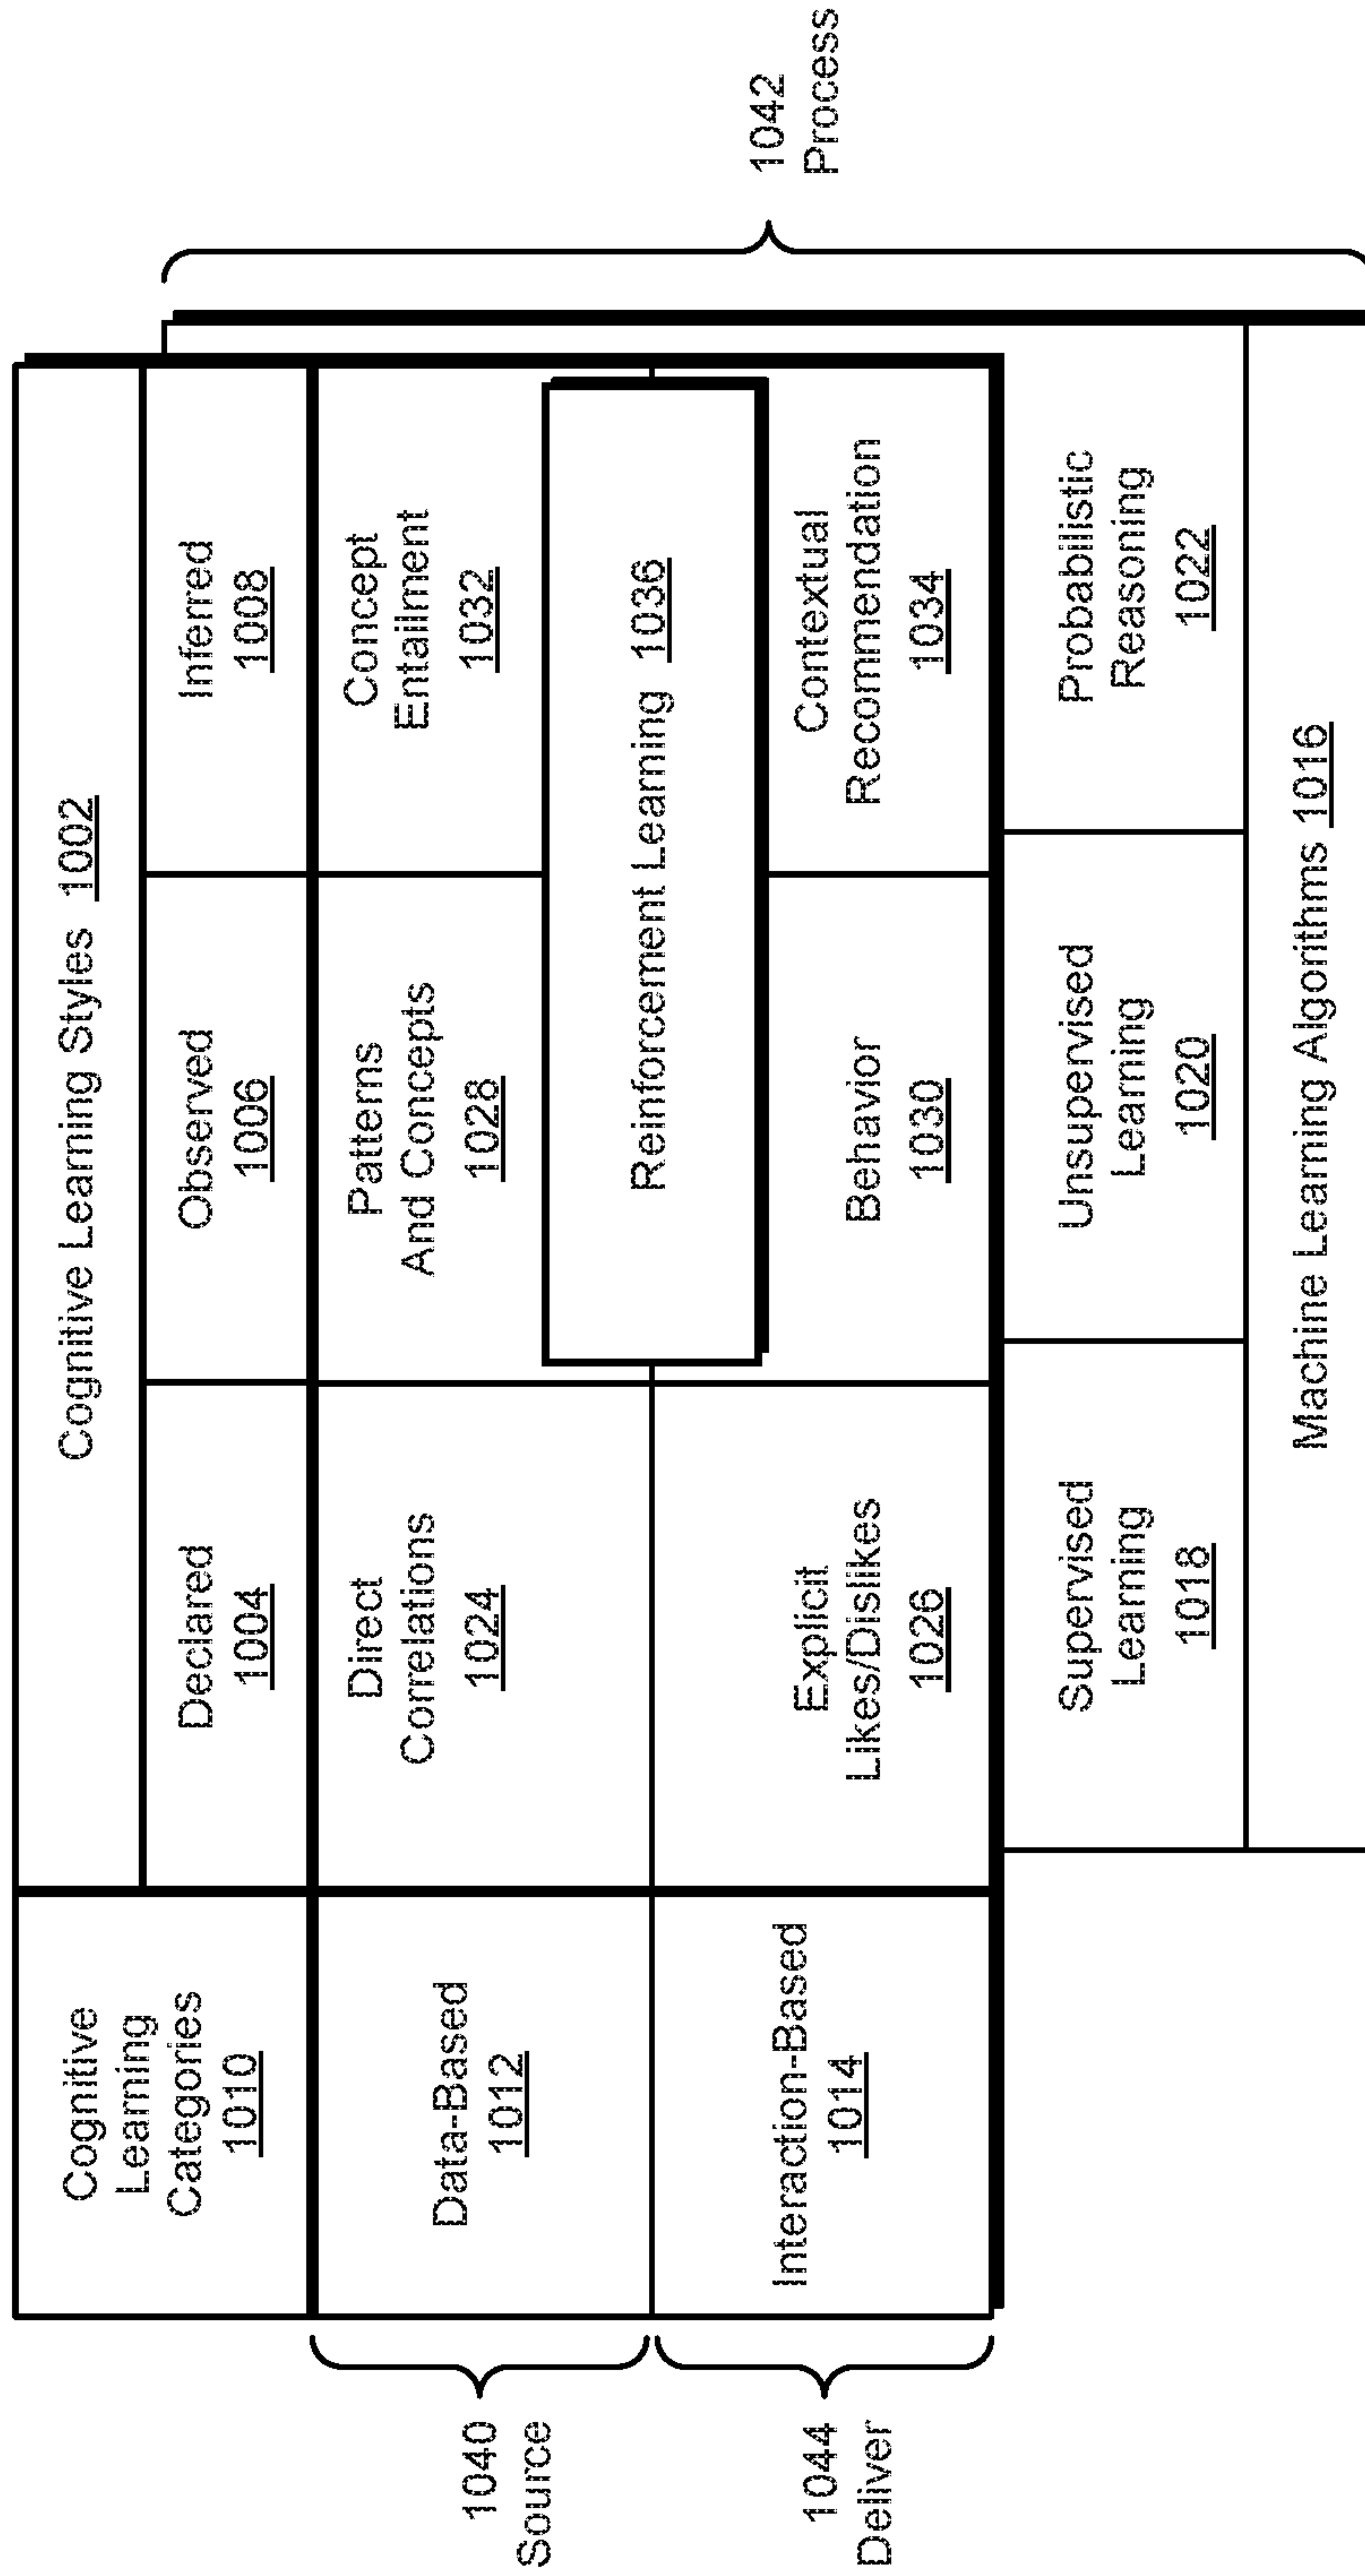 Cognitive
Learning
Categories
1010
Cognitive Learning Styles 1002
Declared
1004
Observed
1006
Inferred
1008
1040
Source
Data-Based
1012
Direct
Correlations
1024
Patterns
And Concepts
1028
Concept
Entailment
1032
Reinforcement Learning 1036
1042
Process
1044
Deliver
Interaction-Based
1014
Explicit
Likes/Dislikes
1026
Behavior
1030
Contextual
Recommendation
1034
Supervised
Learning
1018
Unsupervised
Learning
1020
Probabilistic
Reasoning
1022
Machine Learning Algorithms 1016